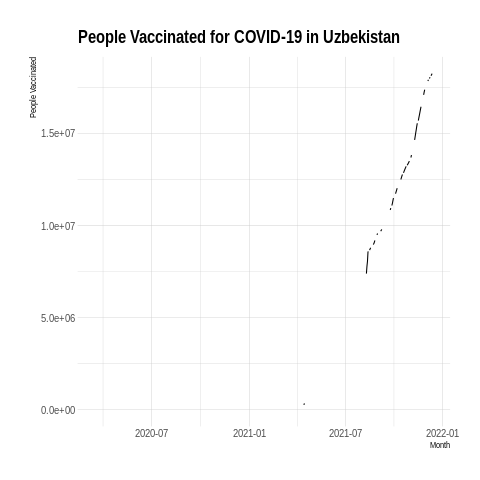 People Vaccinated for COVID-19 in Uzbekistan
People Vaccinated
1.5e+07
1.0e+07
5.0e+06
0.0e+00
2020-07
2021-01
2021-07
2022-01
Month